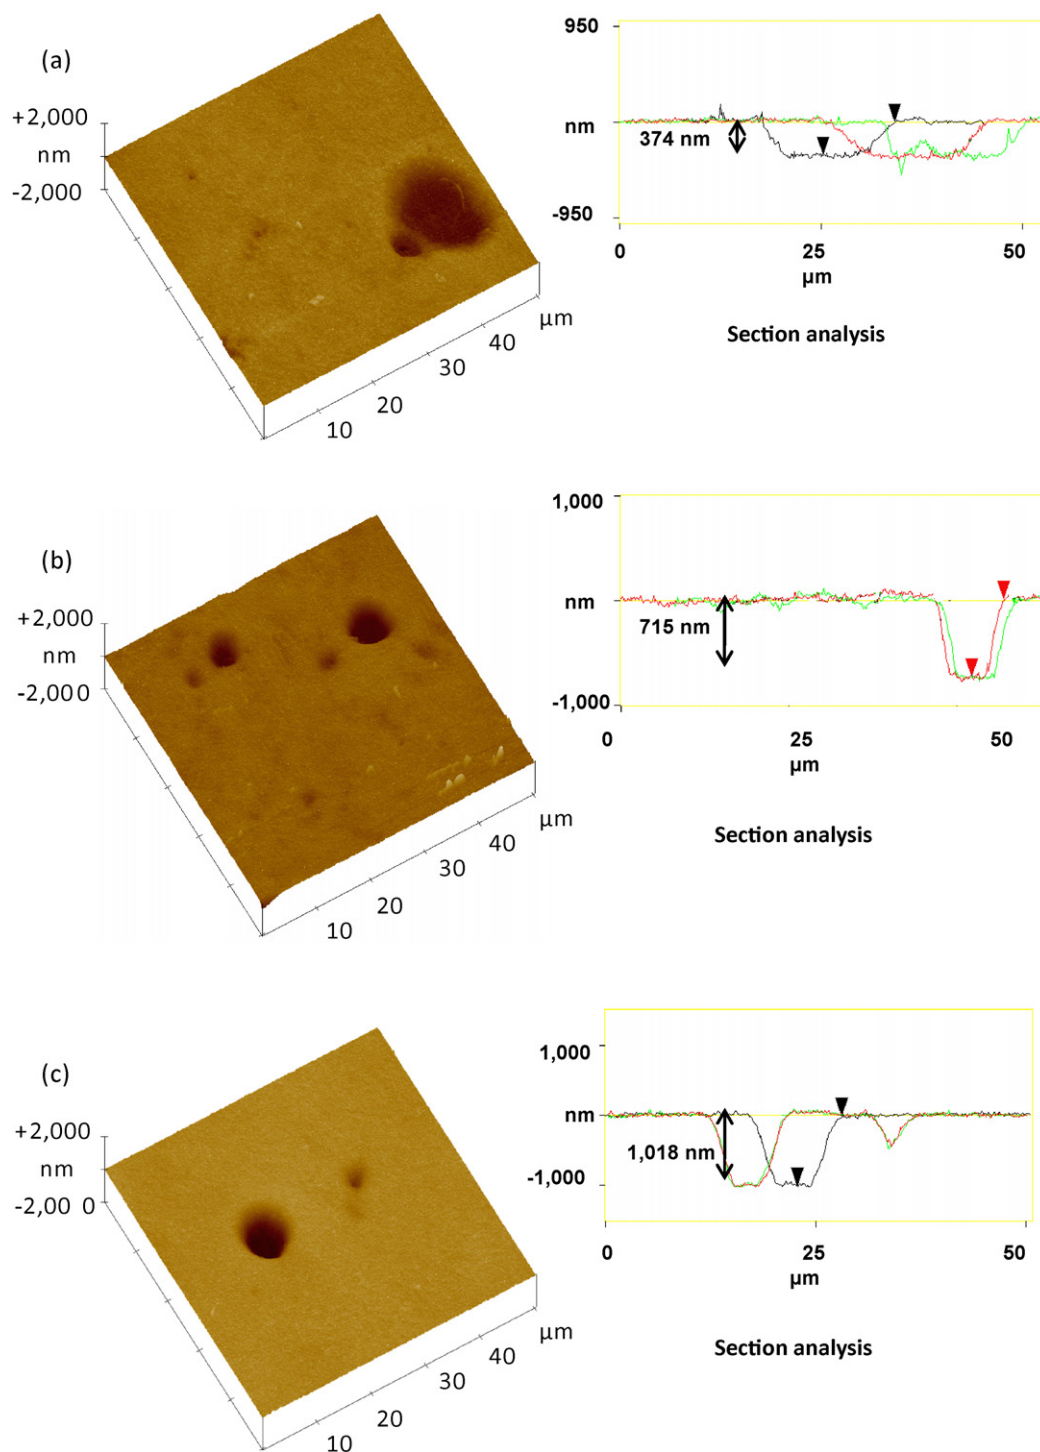 (a)
+2,000
nm
-2,000
10
20
30
40
µm
950
nm
-950
374 nm
0
25
50
µm
Section analysis
(b)
+2,000
nm
-2,000
10
20
30
40
µm
1,000
nm
-1,000
715 nm
0
25
50
µm
Section analysis
(c)
+2,000
nm
-2,00 0
10
20
30
40
µm
1,000
nm
-1,000
1,018 nm
0
25
50
µm
Section analysis